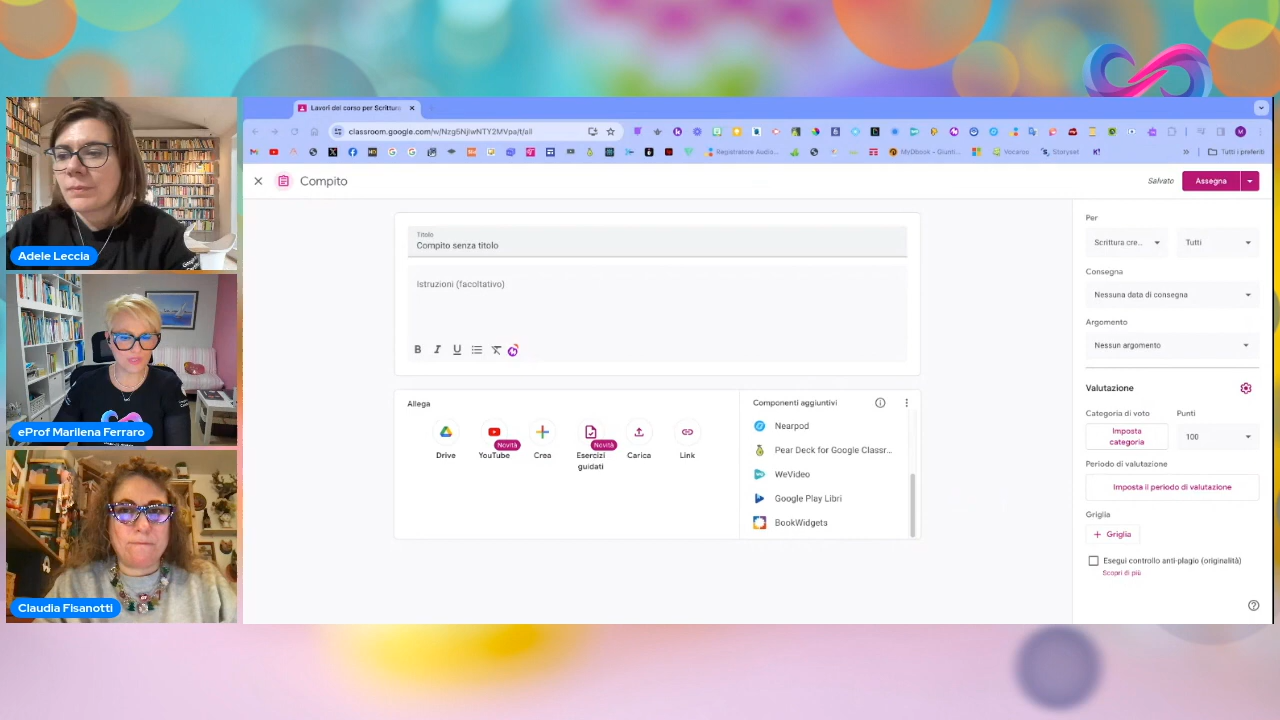 Adele Leccia
eProf Marilena Ferraro
Claudia Fisanotti
Lavori del corso per Scrittura
classroom.google.com/w/Nzg5NjIwNTY2MVpa/t/all
Registratore Audio...
MyDbook - Giunti...
Vocaroo
Storyset
Tutti i preferiti
Compito
Salvato
Assegna
Titolo
Compito senza titolo
Istruzioni (facoltativo)
Allega
Drive
YouTube
Novità
Crea
Esercizi guidati
Novità
Carica
Link
Componenti aggiuntivi
Nearpod
Pear Deck for Google Classr...
WeVideo
Google Play Libri
BookWidgets
Per
Scrittura cre...
Tutti
Consegna
Nessuna data di consegna
Argomento
Nessun argomento
Valutazione
Categoria di voto
Punti
Imposta categoria
100
Periodo di valutazione
Imposta il periodo di valutazione
Griglia
+ Griglia
Esegui controllo anti-plagio (originalità)
Scopri di più